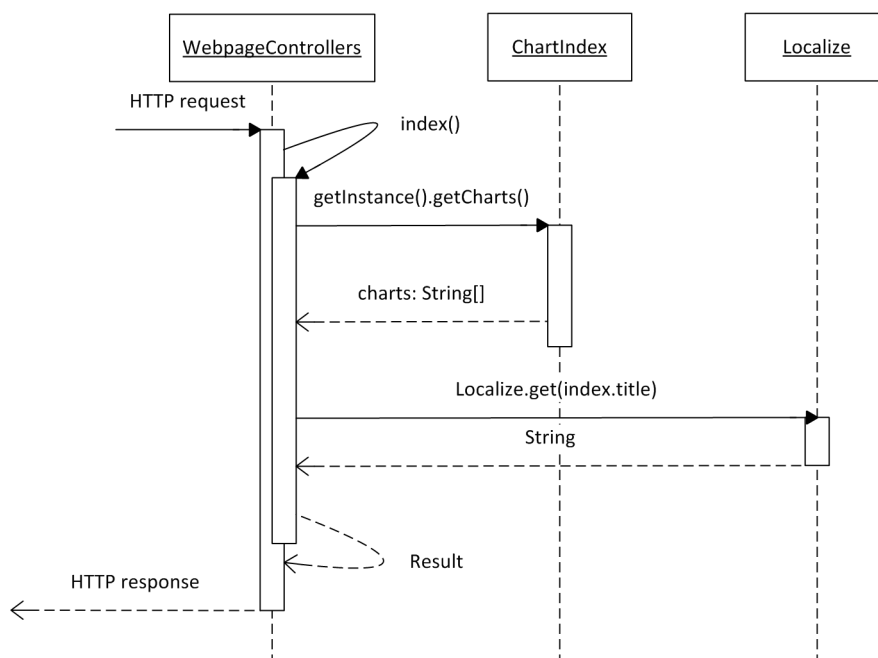 WebpageControllers
ChartIndex
Localize
HTTP request
index()
getInstance().getCharts()
charts: String[]
Localize.get(index.title)
String
Result
HTTP response